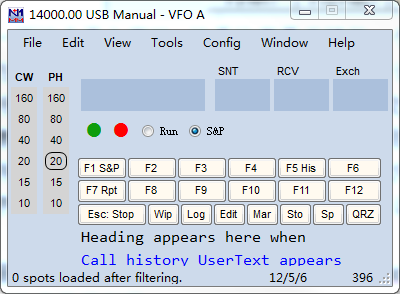 14000.00 USB Manual - VFO A
File Edit View Tools Config Window Help
CW PH SNT RCV Exch
160 160
80 80
40 40
20 20
15 15
10 10
Run S&P
F1 S&P F2 F3 F4 F5 His F6
F7 Rpt F8 F9 F10 F11 F12
Esc: Stop Wip Log Edit Mar Sto Sp QRZ
Heading appears here when
Call history UserText appears
0 spots loaded after filtering. 12/5/6 396